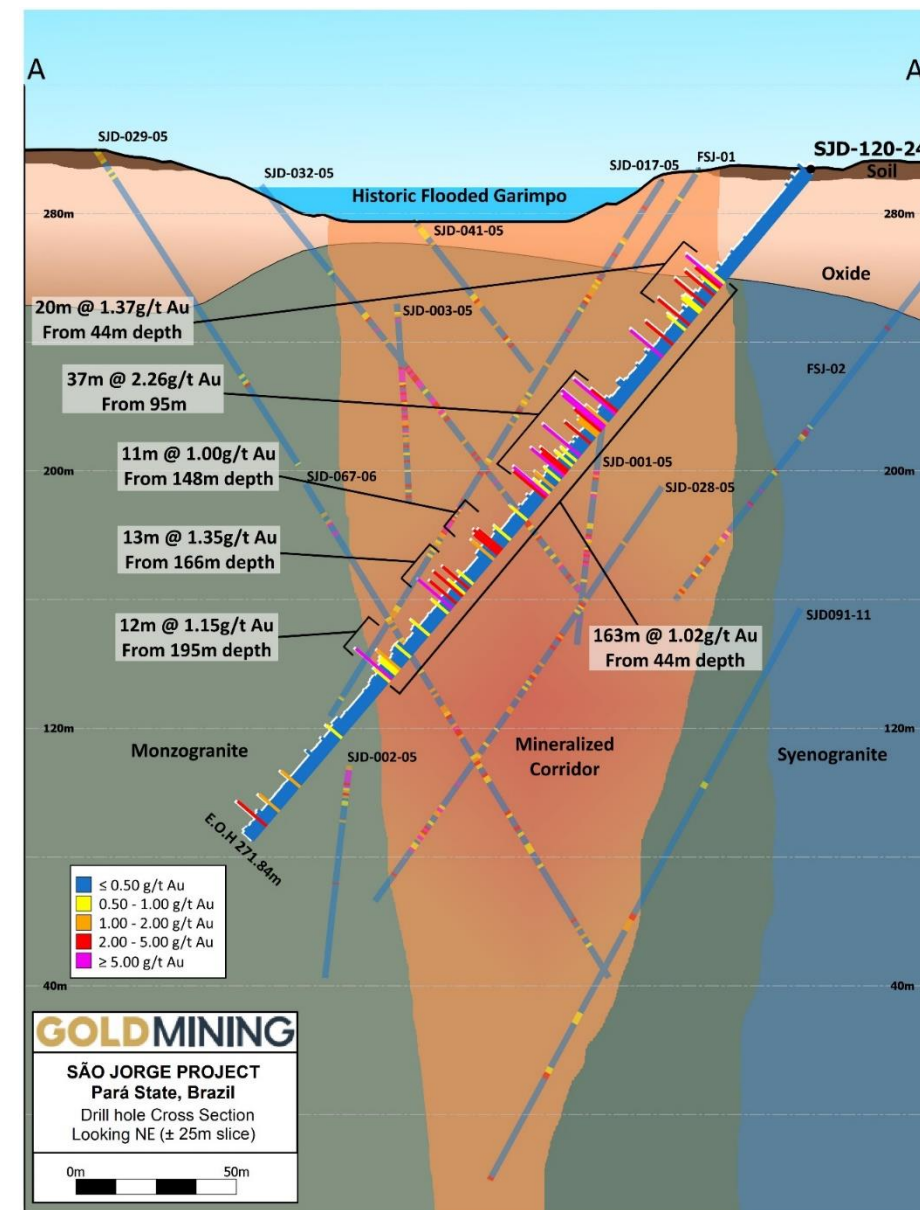 A
A
SJD-029-05
SJD-032-05
SJD-017-05
FSJ-01
SJD-120-24
Soil
Historic Flooded Garimpo
280m
280m
SJD-041-05
Oxide
20m @ 1.37g/t Au
From 44m depth
SJD-003-05
37m @ 2.26g/t Au
From 95m
FSJ-02
11m @ 1.00g/t Au
From 148m depth
SJD-067-06
SJD-001-05
200m
200m
SJD-028-05
13m @ 1.35g/t Au
From 166m depth
12m @ 1.15g/t Au
From 195m depth
163m @ 1.02g/t Au
From 44m depth
SJD091-11
120m
120m
Monzogranite
SJD-002-05
Mineralized
Corridor
Syenogranite
E.O.H 271.84m
≤ 0.50 g/t Au
0.50 - 1.00 g/t Au
1.00 - 2.00 g/t Au
2.00 - 5.00 g/t Au
≥ 5.00 g/t Au
40m
40m
GOLDMINING
SÃO JORGE PROJECT
Pará State, Brazil
Drill hole Cross Section
Looking NE (± 25m slice)
0m
50m